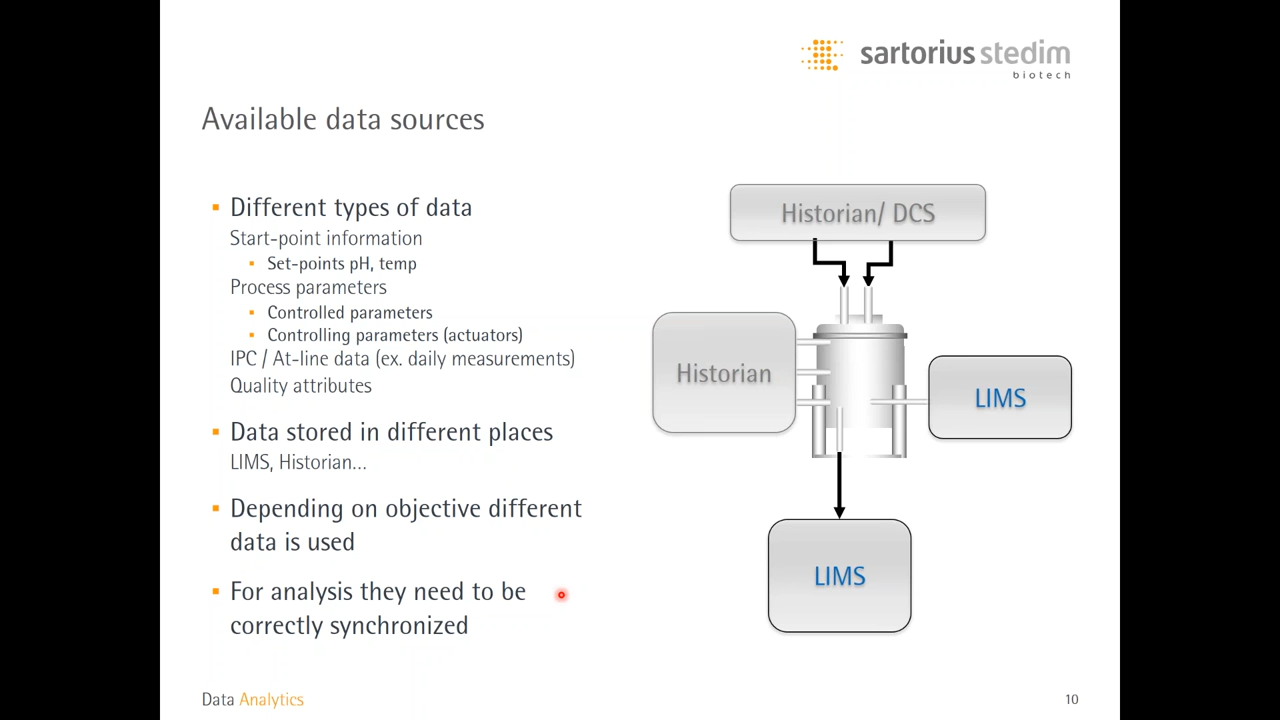 sartorius stedim
biotech
Available data sources
Different types of data
Start-point information
Set-points pH, temp
Process parameters
Controlled parameters
Controlling parameters (actuators)
IPC / At-line data (ex. daily measurements)
Quality attributes
Data stored in different places
LIMS, Historian...
Depending on objective different
data is used
For analysis they need to be
correctly synchronized
Historian/ DCS
Historian
LIMS
LIMS
Data Analytics
10